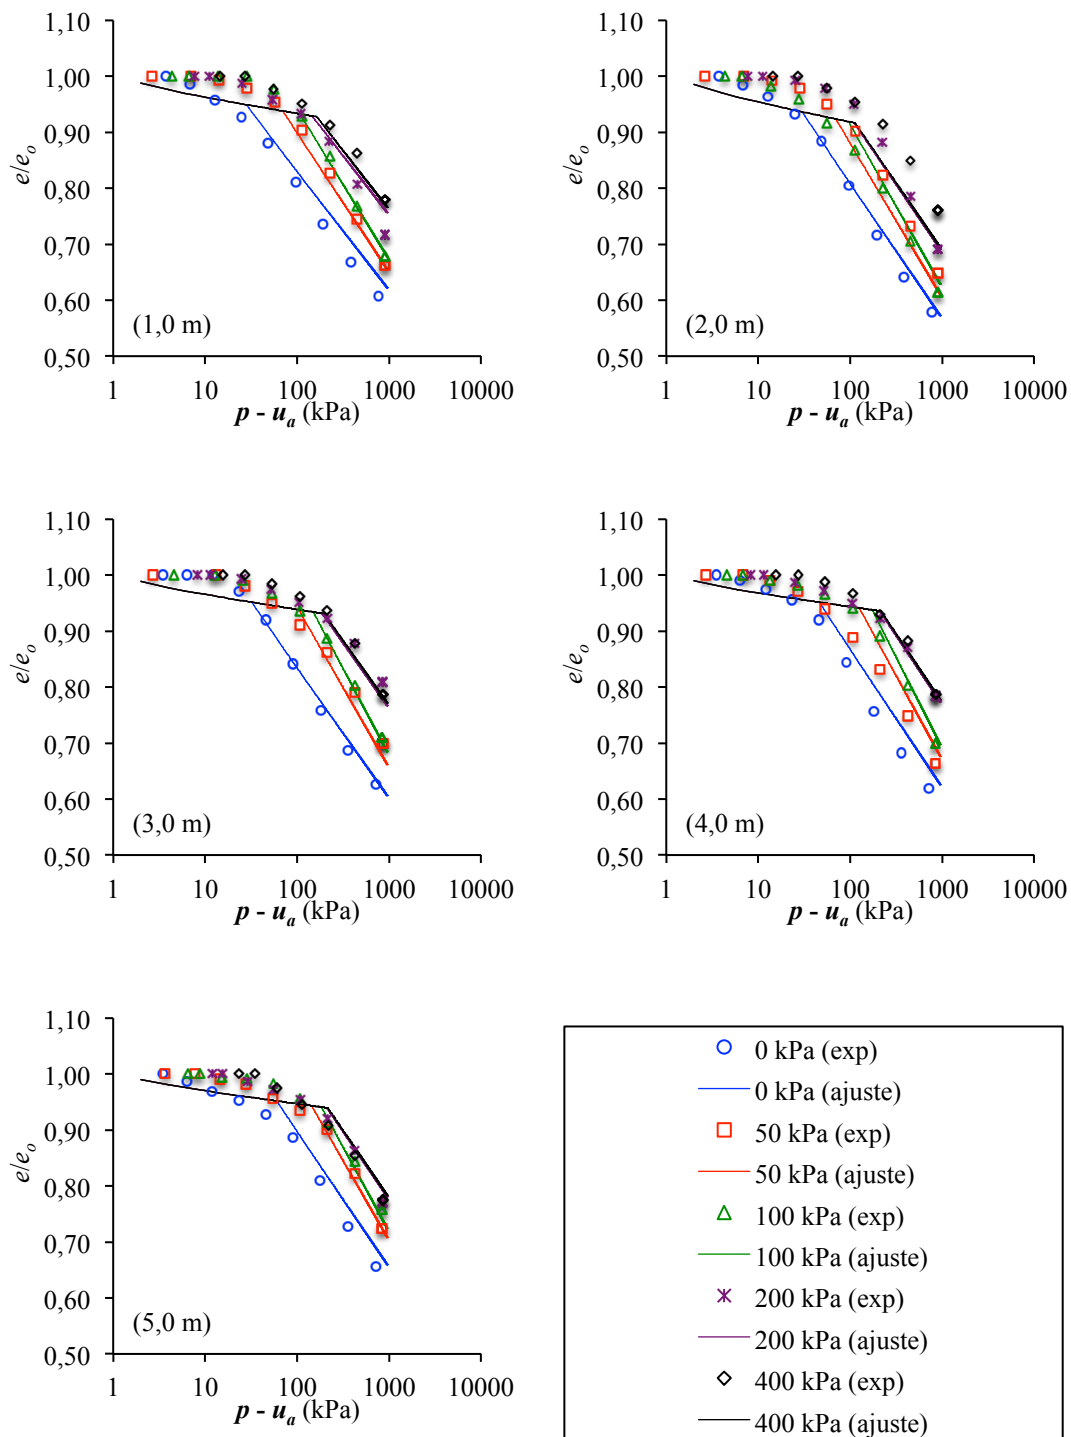 1,10
1,00
0,90
0,80
0,70
0,60
0,50
e/eo
(1,0 m)
1 10 100 1000 10000
p - ua (kPa)
1,10
1,00
0,90
0,80
0,70
0,60
0,50
e/eo
(2,0 m)
1 10 100 1000 10000
p - ua (kPa)
1,10
1,00
0,90
0,80
0,70
0,60
0,50
e/eo
(3,0 m)
1 10 100 1000 10000
p - ua (kPa)
1,10
1,00
0,90
0,80
0,70
0,60
0,50
e/eo
(4,0 m)
1 10 100 1000 10000
p - ua (kPa)
1,10
1,00
0,90
0,80
0,70
0,60
0,50
e/eo
(5,0 m)
1 10 100 1000 10000
p - ua (kPa)
0 kPa (exp)
0 kPa (ajuste)
50 kPa (exp)
50 kPa (ajuste)
100 kPa (exp)
100 kPa (ajuste)
200 kPa (exp)
200 kPa (ajuste)
400 kPa (exp)
400 kPa (ajuste)